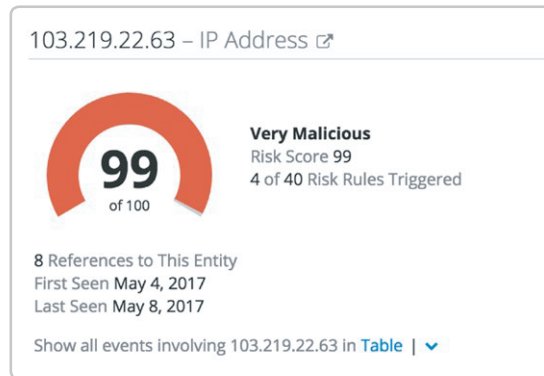 103.219.22.63 – IP Address
99
of 100
Very Malicious
Risk Score 99
4 of 40 Risk Rules Triggered
8 References to This Entity
First Seen May 4, 2017
Last Seen May 8, 2017
Show all events involving 103.219.22.63 in Table |